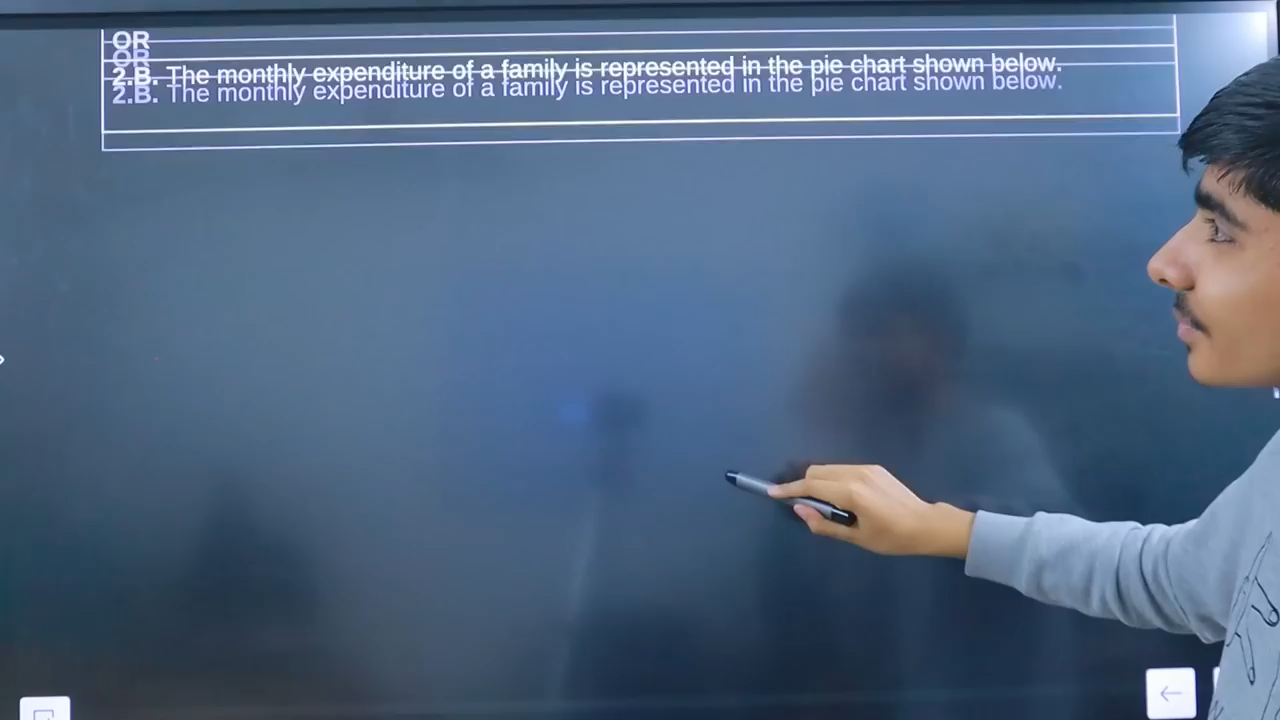 OR
OR
2.B. The monthly expenditure of a family is represented in the pie chart shown below.
2.B. The monthly expenditure of a family is represented in the pie chart shown below.